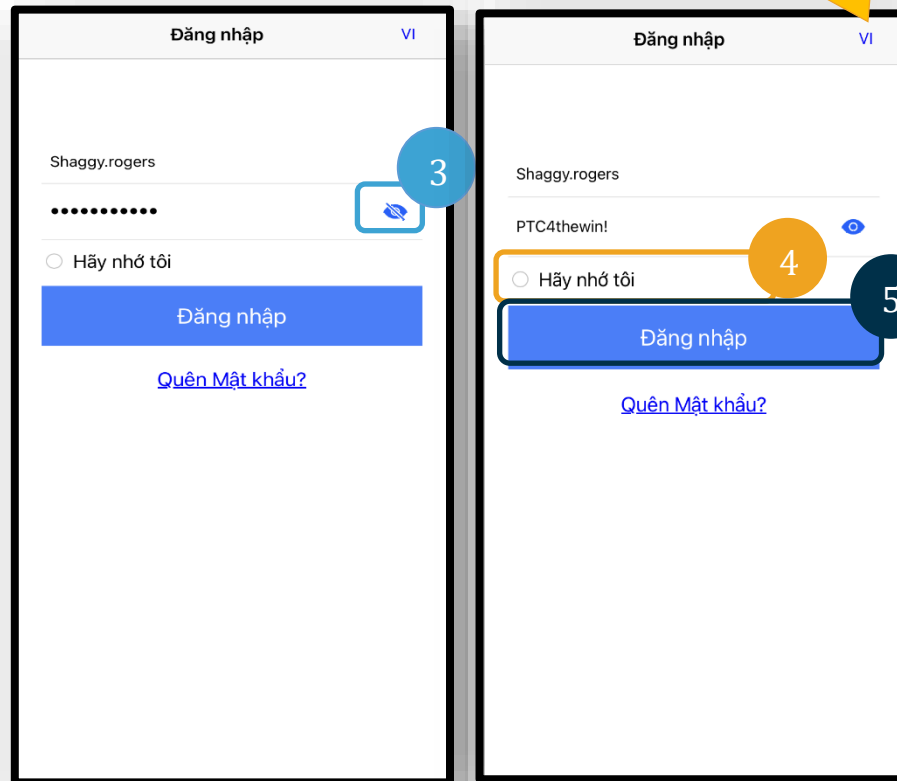 Đăng nhập
VI
Shaggy.rogers
3
•••••••••••
Hãy nhớ tôi
Đăng nhập
Quên Mật khẩu?
Đăng nhập
VI
Shaggy.rogers
PTC4thewin!
4
Hãy nhớ tôi
5
Đăng nhập
Quên Mật khẩu?